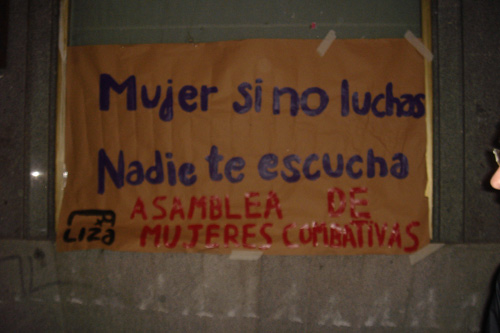 Mujer si no luchas
Nadie te escucha
ASAMBLEA DE
MUJERES COMBATIVAS
LIZA